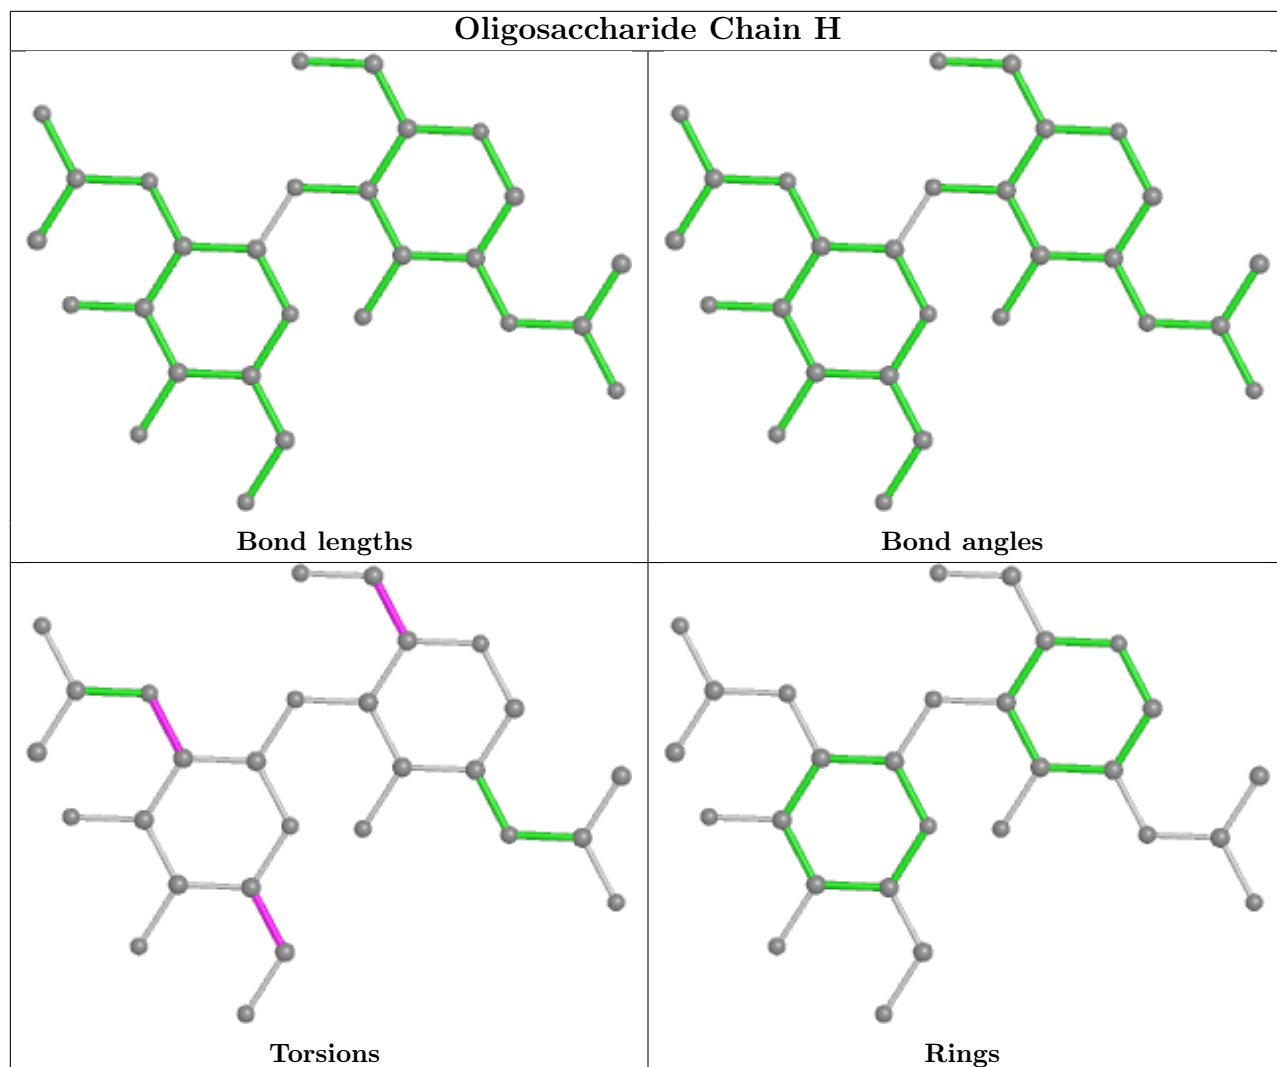 Oligosaccharide Chain H
Bond lengths
Bond angles
Torsions
Rings